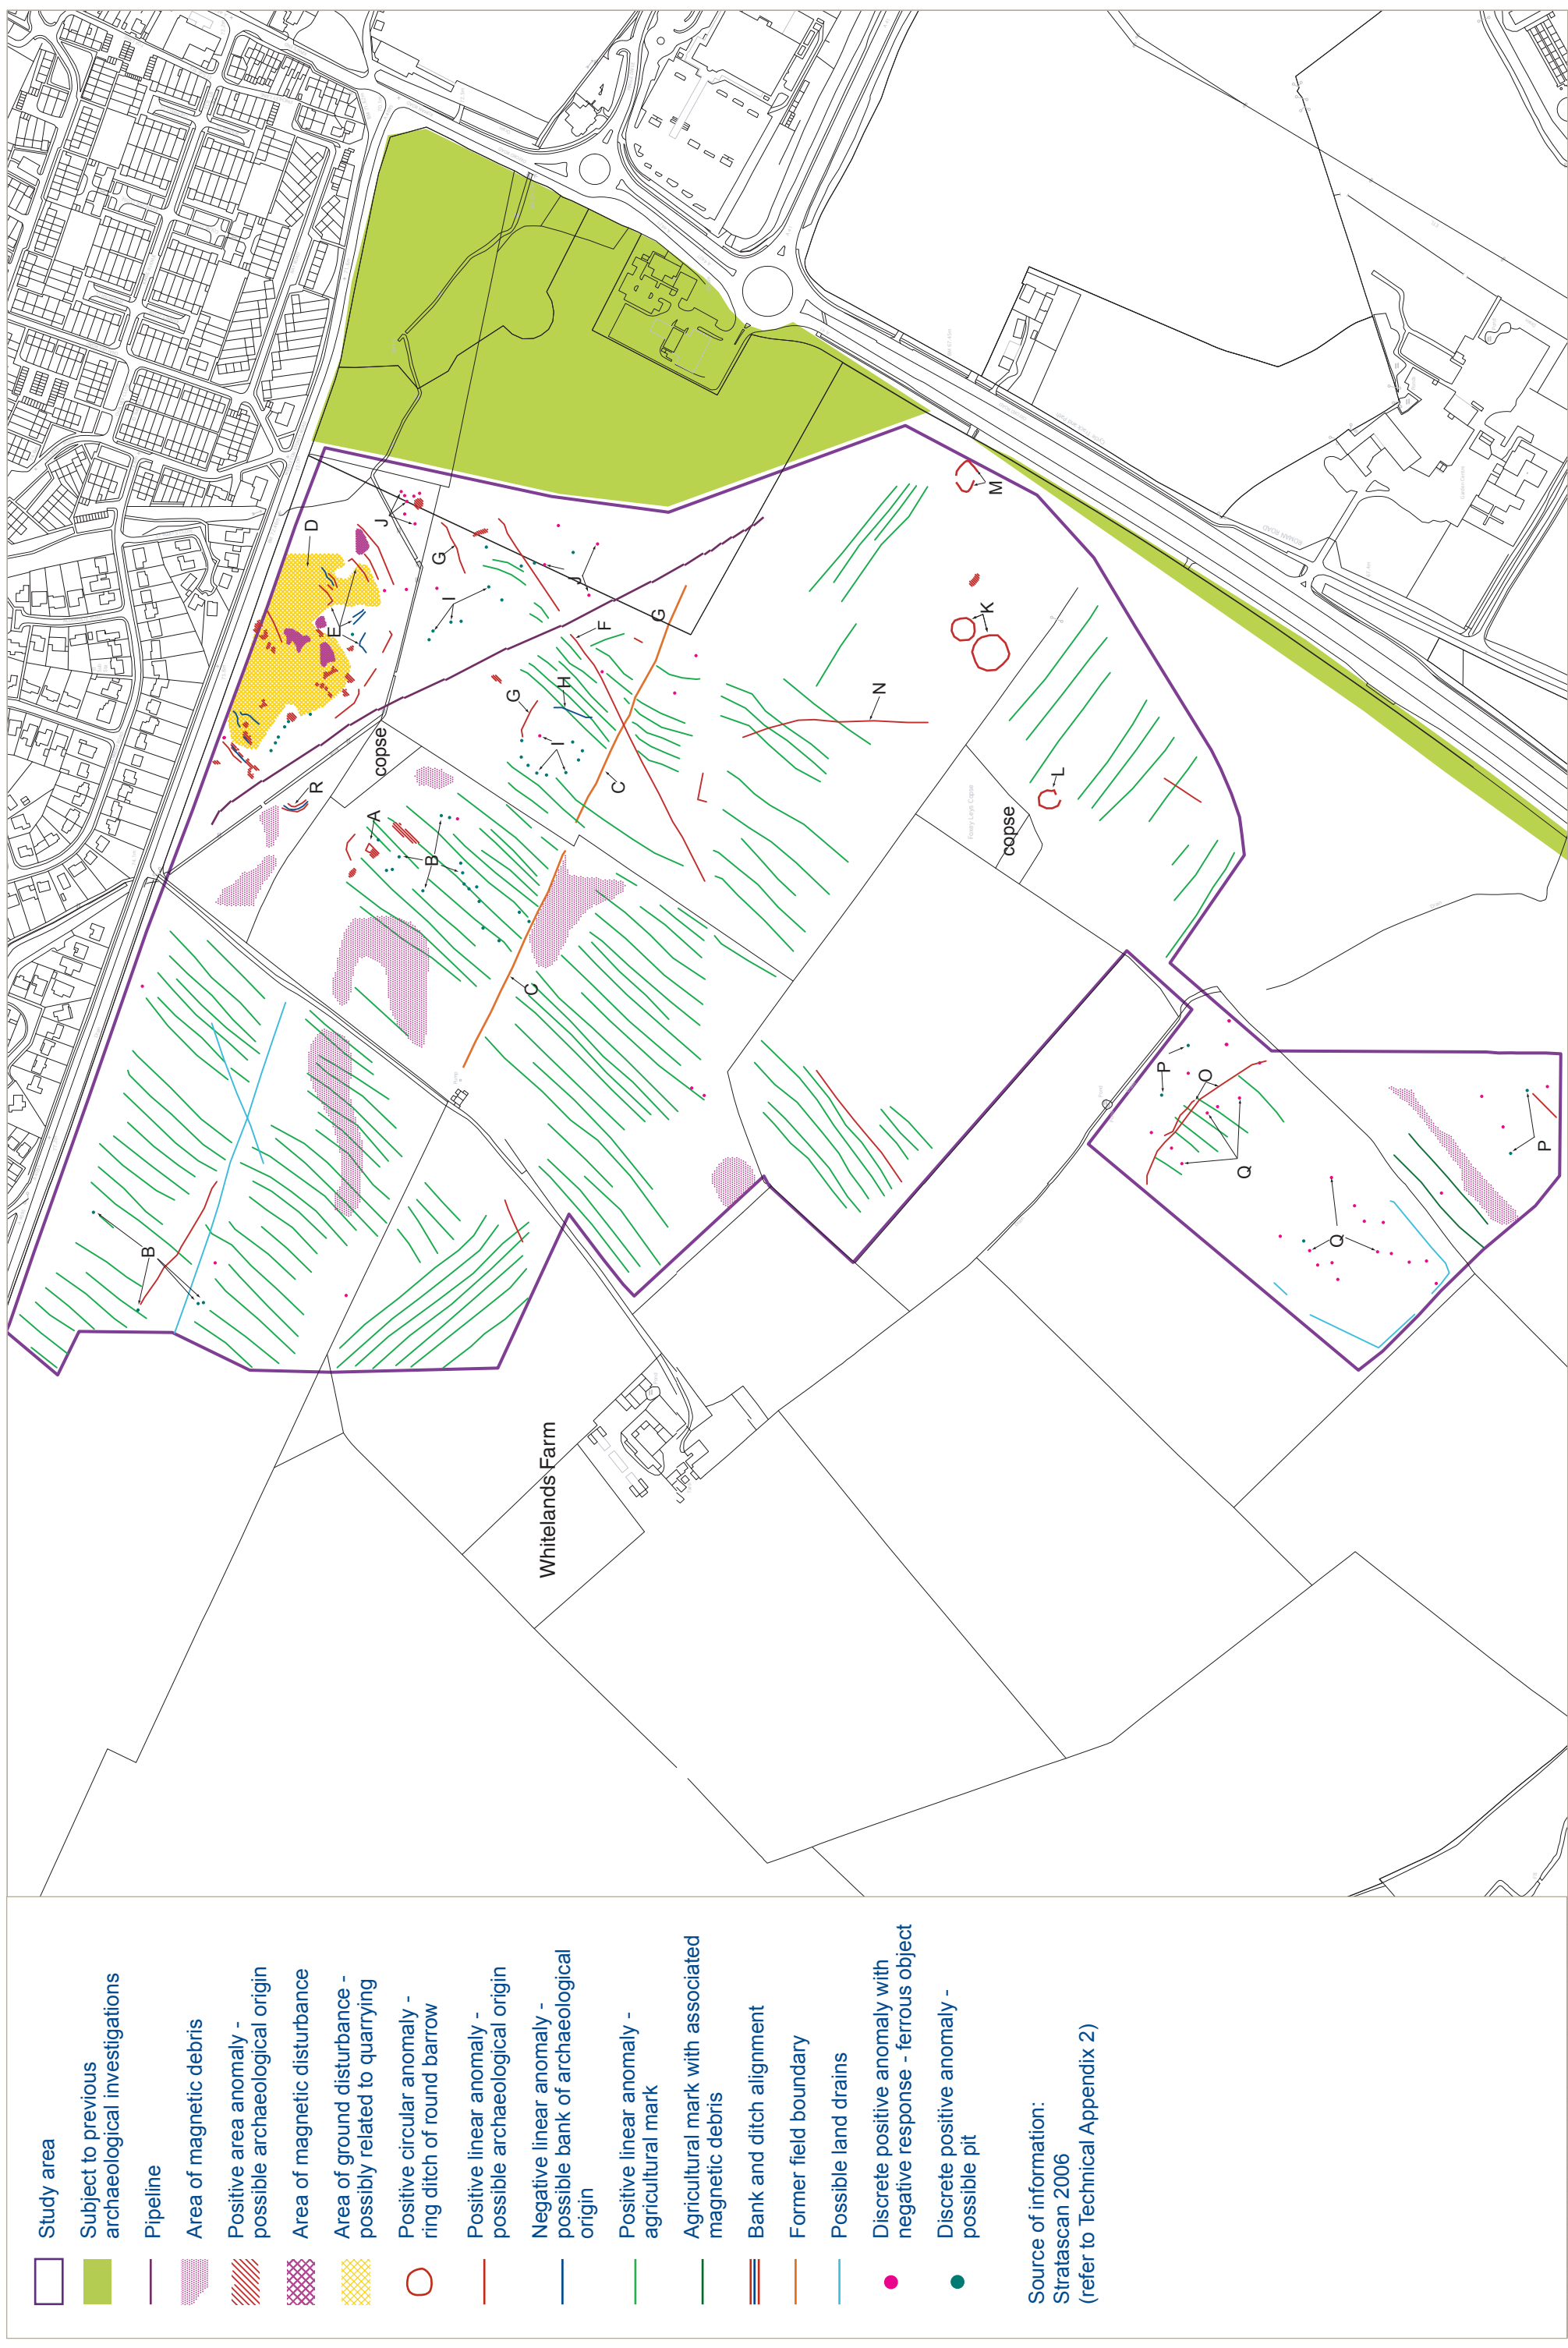 Study area
Subject to previous
archaeological investigations
Pipeline
Area of magnetic debris
Positive area anomaly -
possible archaeological origin
Area of magnetic disturbance
Area of ground disturbance -
possibly related to quarrying
Positive circular anomaly -
ring ditch of round barrow
Positive linear anomaly -
possible archaeological origin
Negative linear anomaly -
possible bank of archaeological
origin
Positive linear anomaly -
agricultural mark
Agricultural mark with associated
magnetic debris
Bank and ditch alignment
Former field boundary
Possible land drains
Discrete positive anomaly with
negative response - ferrous object
Discrete positive anomaly -
possible pit
Source of information:
Stratascan 2006
(refer to Technical Appendix 2)
Whitelands Farm
copse
copse
Foxey Leys Copse
ROMAN ROAD
A
B
B
C
C
D
E
F
G
G
G
H
I
I
J
J
K
L
M
N
O
P
P
Q
Q
R